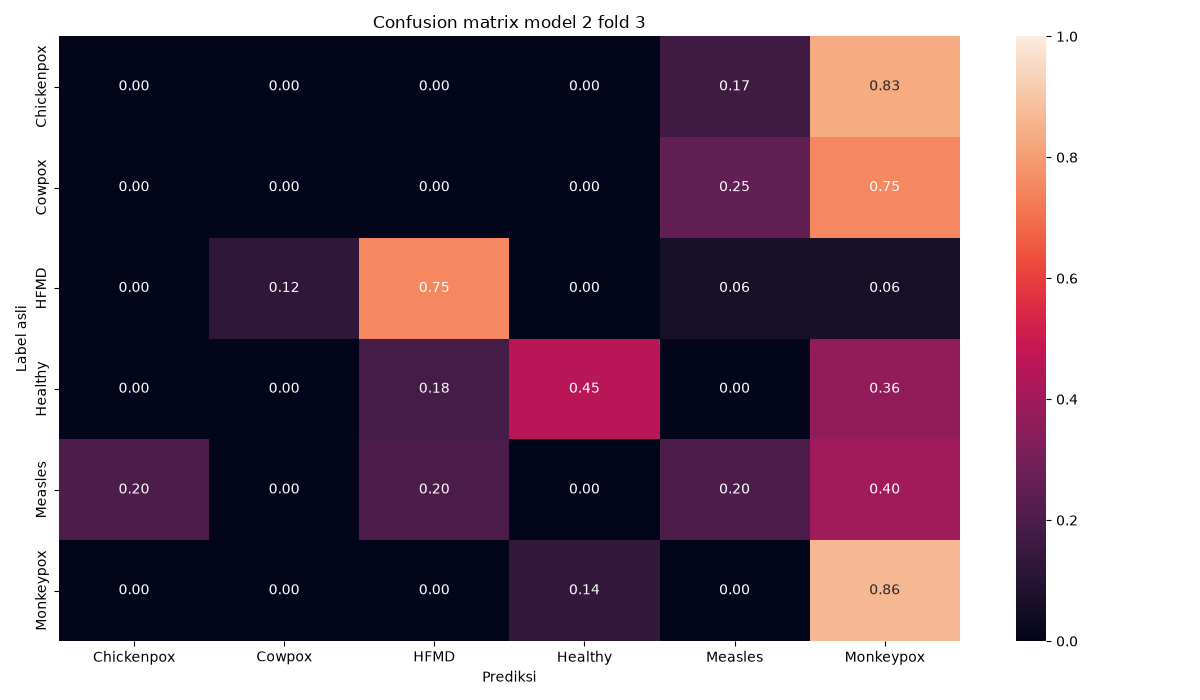 Confusion matrix model 2 fold 3
Label asli
Chickenpox 0.00 0.00 0.00 0.00 0.17 0.83
Cowpox 0.00 0.00 0.00 0.00 0.25 0.75
HFMD 0.00 0.12 0.75 0.00 0.06 0.06
Healthy 0.00 0.00 0.18 0.45 0.00 0.36
Measles 0.20 0.00 0.20 0.00 0.20 0.40
Monkeypox 0.00 0.00 0.00 0.14 0.00 0.86
Chickenpox Cowpox HFMD Healthy Measles Monkeypox
Prediksi
1.0
0.8
0.6
0.4
0.2
0.0